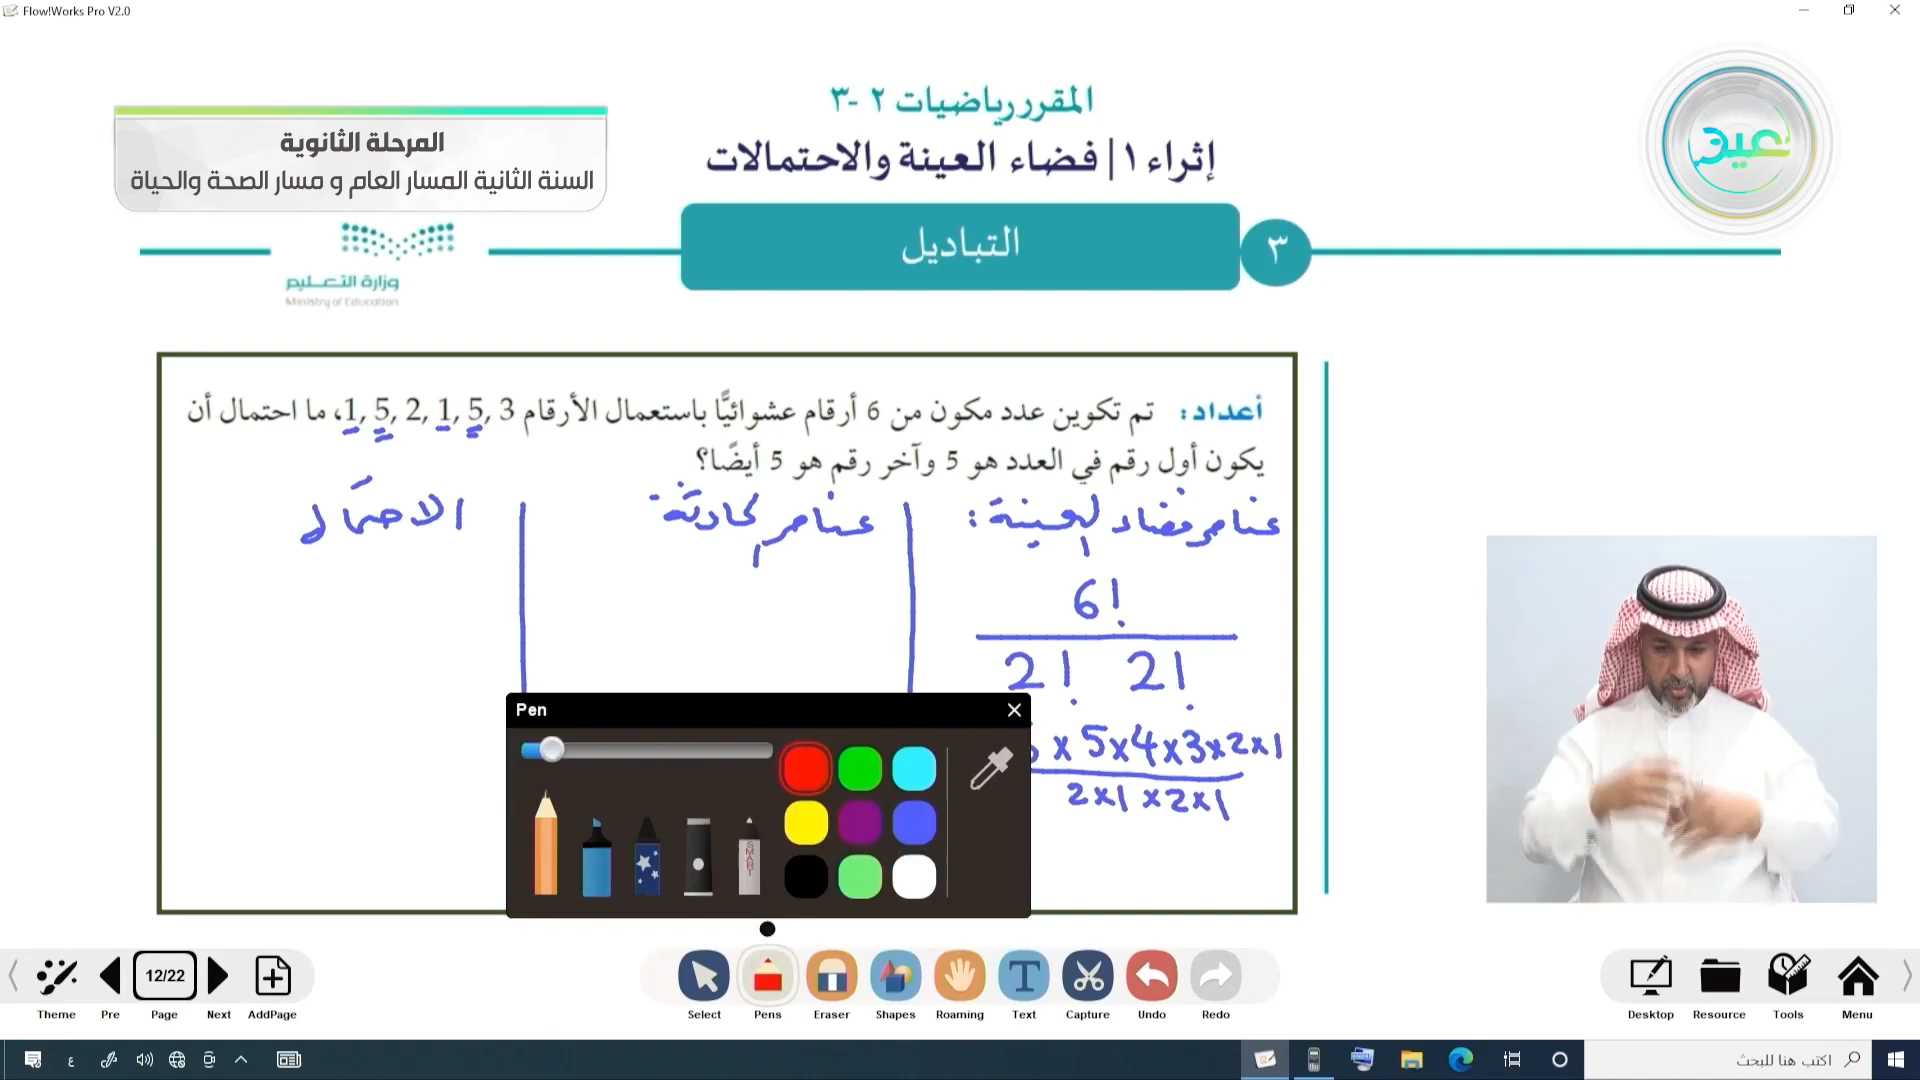 Flow!Works Pro V2.0
المقرر رياضيات ٢ -٣
إثراء ١ | فضاء العينة والاحتمالات
المرحلة الثانوية
السنة الثانية المسار العام و مسار الصحة والحياة
عين
٣
التباديل
وزارة التعليم
Ministry of Education
أعداد: تم تكوين عدد مكون من 6 أرقام عشوائيًّا باستعمال الأرقام 3 ,5 ,1 ,2 ,5 ,1، ما احتمال أن
يكون أول رقم في العدد هو 5 وآخر رقم هو 5 أيضًا؟
عناصر فضاء العينة :
عناصر الحادثة
الاحتمال
6!
2! 2!
x 5x4x3x2x1
2x1 x2x1
Pen
SMART
12/22
Theme Pre Page Next AddPage
Select Pens Eraser Shapes Roaming Text Capture Undo Redo
Desktop Resource Tools Menu
ع
اكتب هنا للبحث